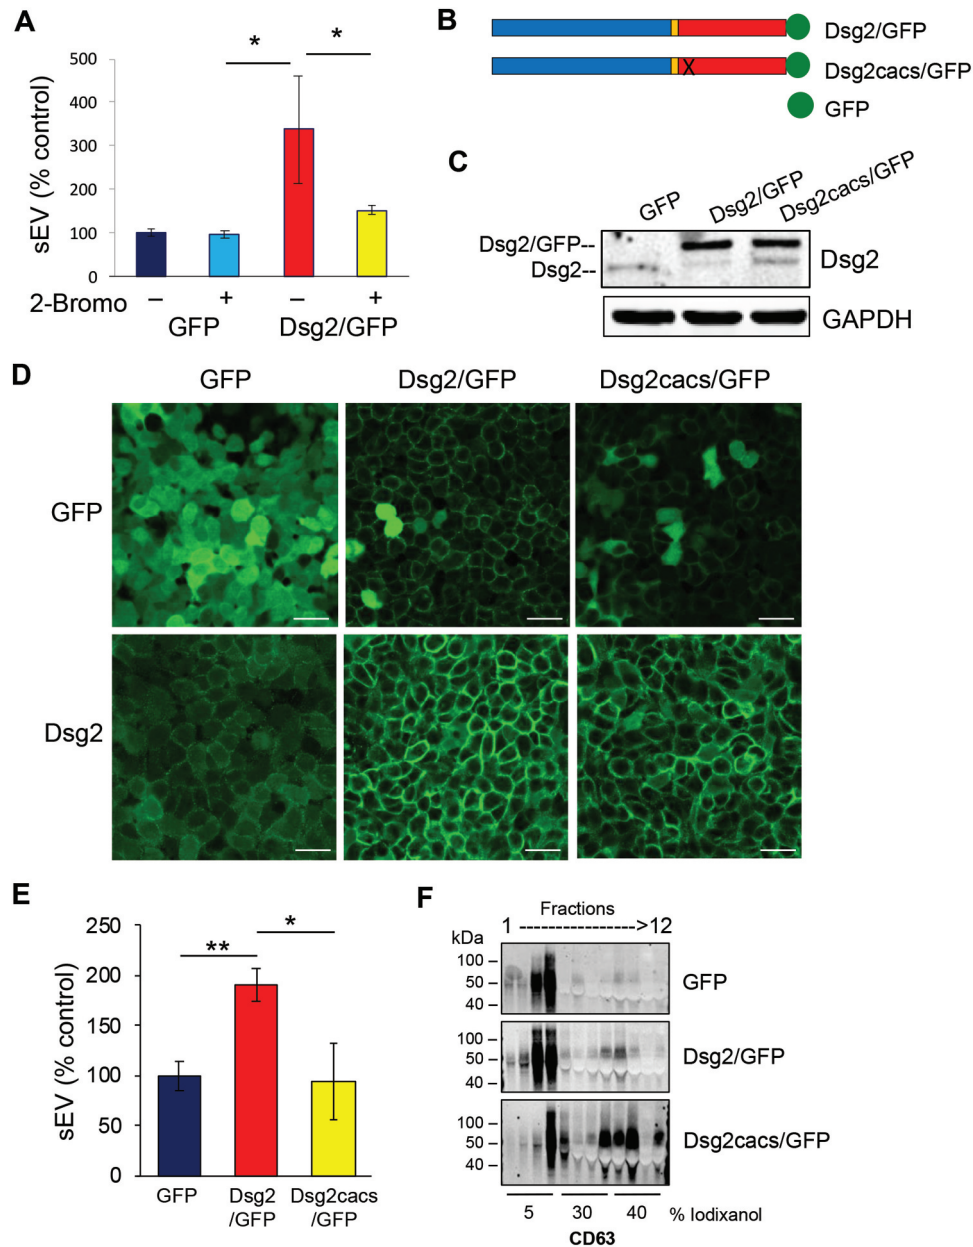 A
sEV (% control)
500
400
300
200
100
0
*
*
2-Bromo – + – +
GFP Dsg2/GFP
B
Dsg2/GFP
X
Dsg2cacs/GFP
GFP
C
GFP Dsg2/GFP Dsg2cacs/GFP
Dsg2/GFP--
Dsg2--
Dsg2
GAPDH
D
GFP Dsg2/GFP Dsg2cacs/GFP
GFP
Dsg2
E
sEV (% control)
250
200
150
100
50
0
**
*
GFP Dsg2 Dsg2cacs
/GFP /GFP
F
Fractions
1 ---------------->12
kDa
100 –
50 –
40 –
GFP
100 –
50 –
40 –
Dsg2/GFP
100 –
50 –
40 –
Dsg2cacs/GFP
5 30 40 % Iodixanol
CD63